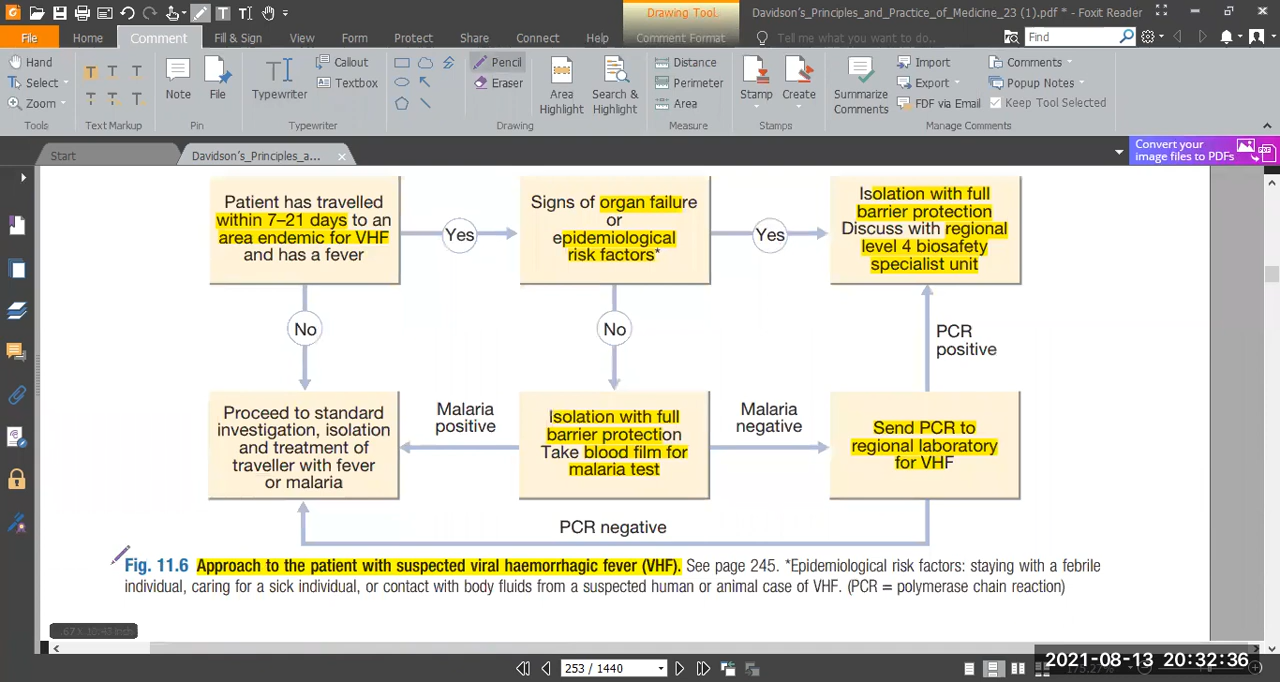 Drawing Tool
Davidson's_Principles_and_Practice_of_Medicine_23 (1).pdf * - Foxit Reader
File
Home
Comment
Fill & Sign
View
Form
Protect
Share
Connect
Help
Comment Format
Tell me what you want to do..
Find
Hand
Select
Zoom
Tools
Text Markup
Note
File
Pin
Typewriter
Callout
Textbox
Typewriter
Pencil
Eraser
Drawing
Area
Highlight
Search &
Highlight
Distance
Perimeter
Area
Measure
Stamp
Create
Stamps
Summarize
Comments
Import
Export
FDF via Email
Comments
Popup Notes
Keep Tool Selected
Manage Comments
Start
Davidson's_Principles_a...
Convert your
image files to PDFs
Patient has travelled
within 7–21 days to an
area endemic for VHF
and has a fever
Yes
Signs of organ failure
or
epidemiological
risk factors*
Yes
Isolation with full
barrier protection
Discuss with regional
level 4 biosafety
specialist unit
No
No
PCR
positive
Proceed to standard
investigation, isolation
and treatment of
traveller with fever
or malaria
Malaria
positive
Isolation with full
barrier protection
Take blood film for
malaria test
Malaria
negative
Send PCR to
regional laboratory
for VHF
PCR negative
Fig. 11.6 Approach to the patient with suspected viral haemorrhagic fever (VHF). See page 245. *Epidemiological risk factors: staying with a febrile
individual, caring for a sick individual, or contact with body fluids from a suspected human or animal case of VHF. (PCR = polymerase chain reaction)
253 / 1440
2021-08-13 20:32:36